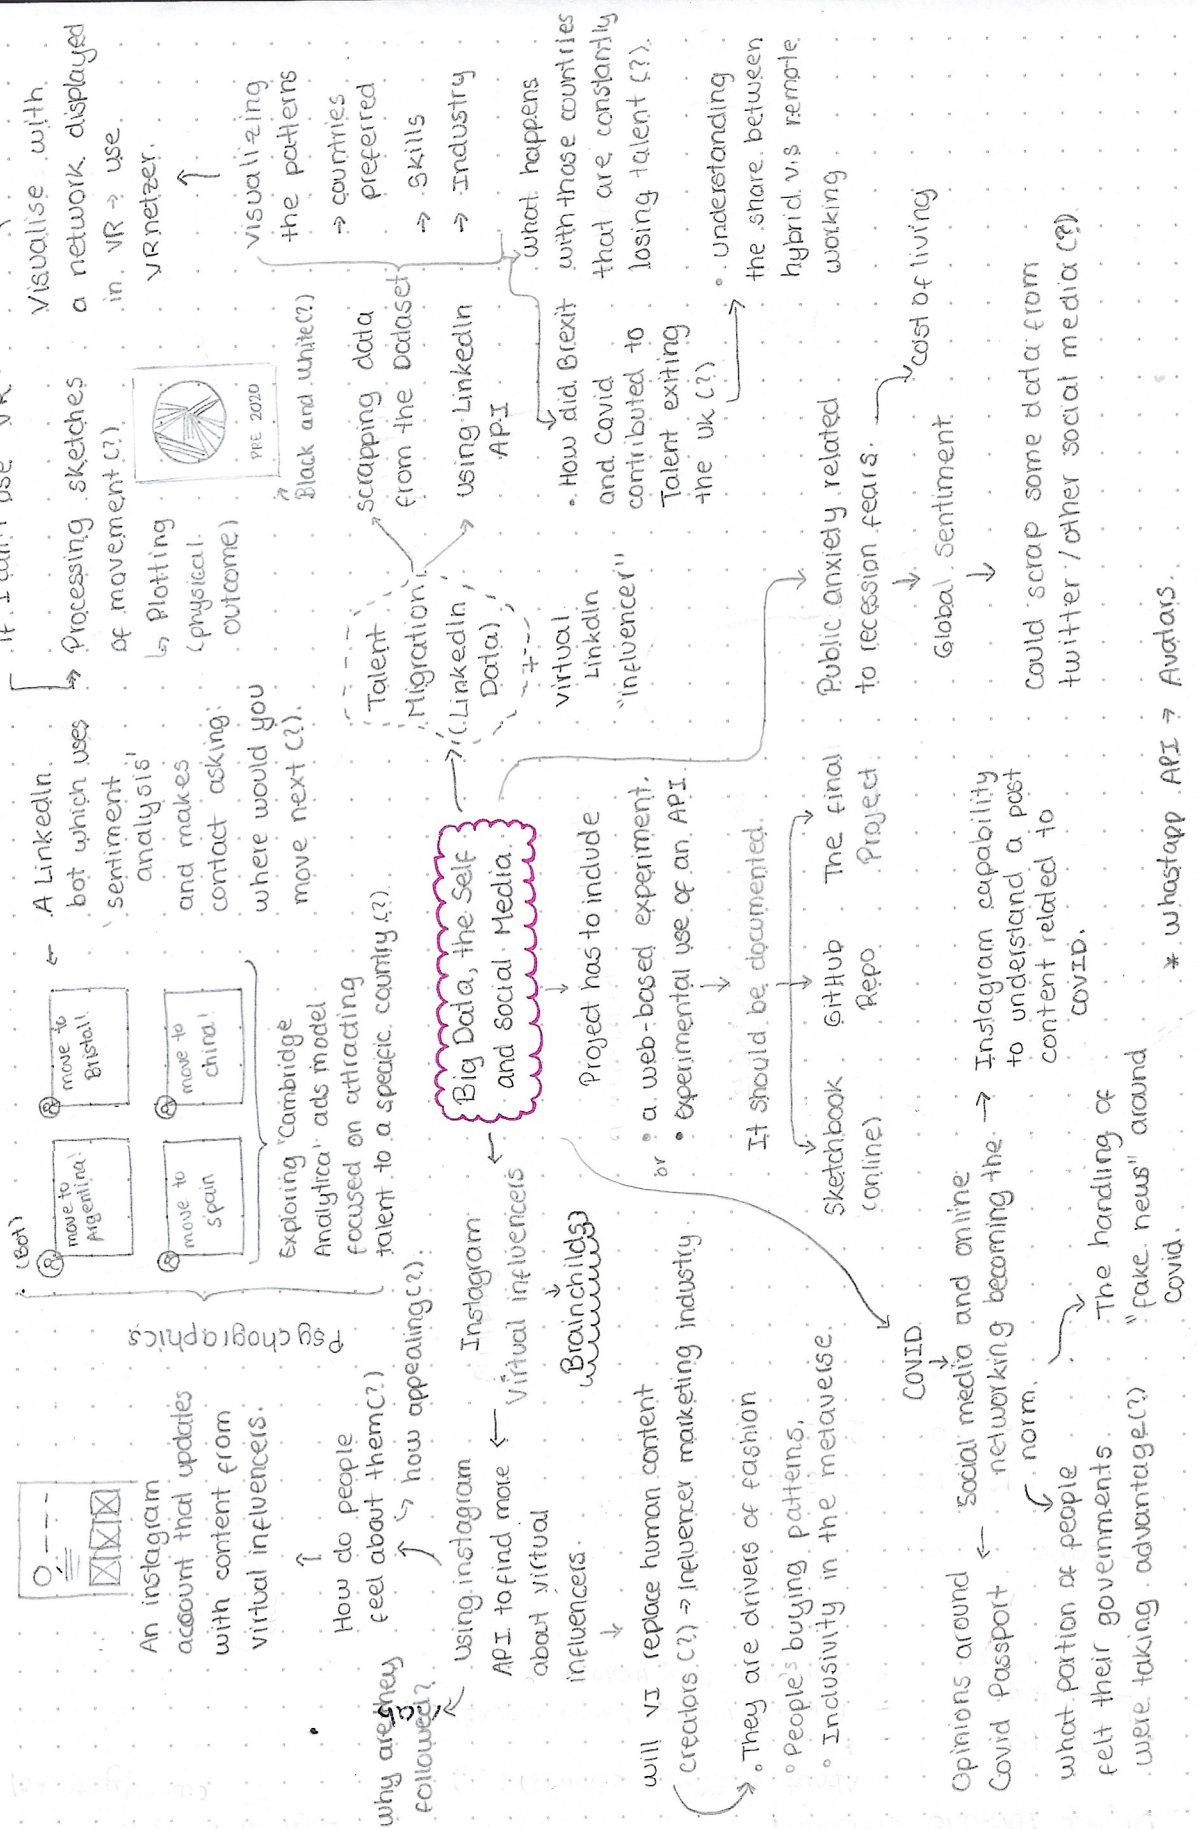 (Bot)
An instagram
account that updates
with content from
virtual influencers.
How do people
feel about them(?)
↳ how appealing(?).
why are they
followed?
using instagram
API to find more
about virtual
influencers.
Psychographics
move to
Argentina!
move to
Bristol!
move to
spain
move to
china!
Exploring 'Cambridge
Analytica' ads model
focused on attracting
talent to a specific country(?).
← A LinkedIn
bot which uses
'sentiment
analysis'
and makes
contact asking:
where would you
move next (?).
If I can't use VR
→ Processing sketches
of movement(?)
↳ Plotting
(physical
outcome)
PRE 2020
Black and white(?)
Visualise with
a network displayed
in VR → use
VRnetzer.
visualizing
the patterns
→ countries
preferred
→ Skills
→ Industry
Talent
Migration
(LinkedIn
Data)
scrapping data
from the Dataset
using LinkedIn
API
virtual
Linkdln
"influencer"
• How did Brexit
and Covid
contributed to
Talent exiting
the UK(?)
What happens
with those countries
that are constantly
losing talent (?).
• Understanding
the share between
hybrid vs remote
working
Big Data, the Self
and Social Media
Instagram
Virtual influencers
Brainchilds
will VI replace human content
creators (?) → Influencer marketing industry
• They are drivers of fashion
• People's buying patterns.
• Inclusivity in the metaverse.
Project has to include
• a web-based experiment.
or
• experimental use of an API
It should be documented.
Sketchbook
(online)
GitHub
Repo
The final
Project
Public anxiety related
to recession fears.
cost of living
Global Sentiment
Could scrap some data from
twitter/other social media(?)
COVID
Social media and online
networking becoming the
norm.
Opinions around
Covid Passport
what portion of people
felt their governments
were taking advantage(?)
The handling of
"fake news" around
Covid.
→ Instagram capability
to understand a post
content related to
COVID.
* whastapp API → Avatars.